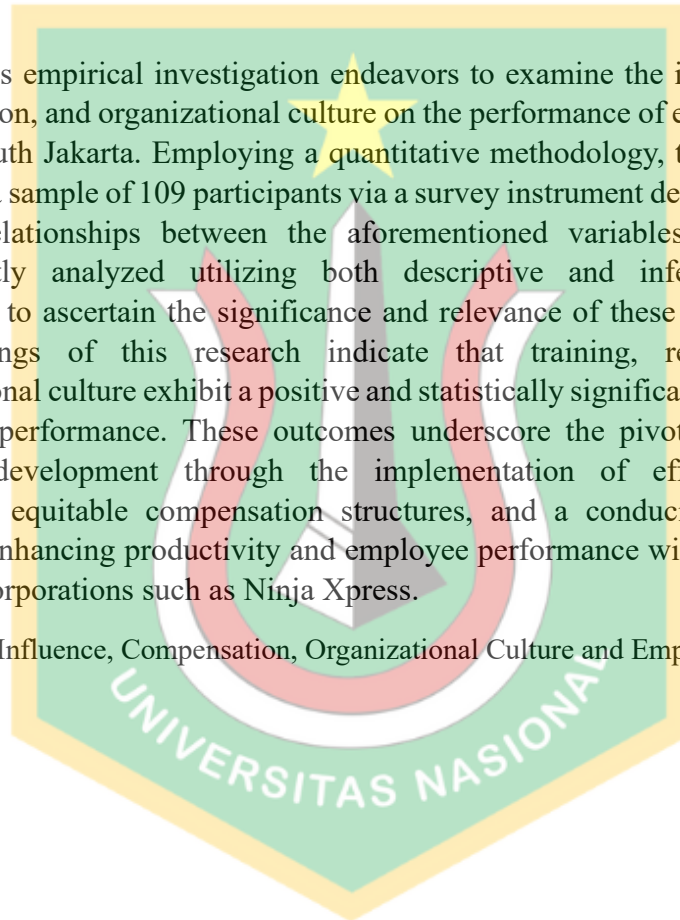 s empirical investigation endeavors to examine the i
on, and organizational culture on the performance of e
uth Jakarta. Employing a quantitative methodology, t
a sample of 109 participants via a survey instrument de
elationships between the aforementioned variables
tly analyzed utilizing both descriptive and infe
to ascertain the significance and relevance of these
ngs of this research indicate that training, re
onal culture exhibit a positive and statistically significa
performance. These outcomes underscore the pivot
development through the implementation of eff
equitable compensation structures, and a conduci
nhancing productivity and employee performance wi
orporations such as Ninja Xpress.
Influence, Compensation, Organizational Culture and Emp
UNIVERSITAS NASIONAL